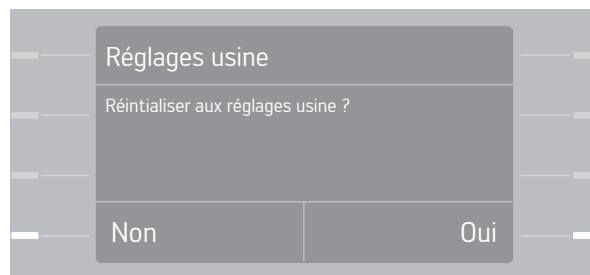 Réglages usine
Réintialiser aux réglages usine ?
Non
Oui